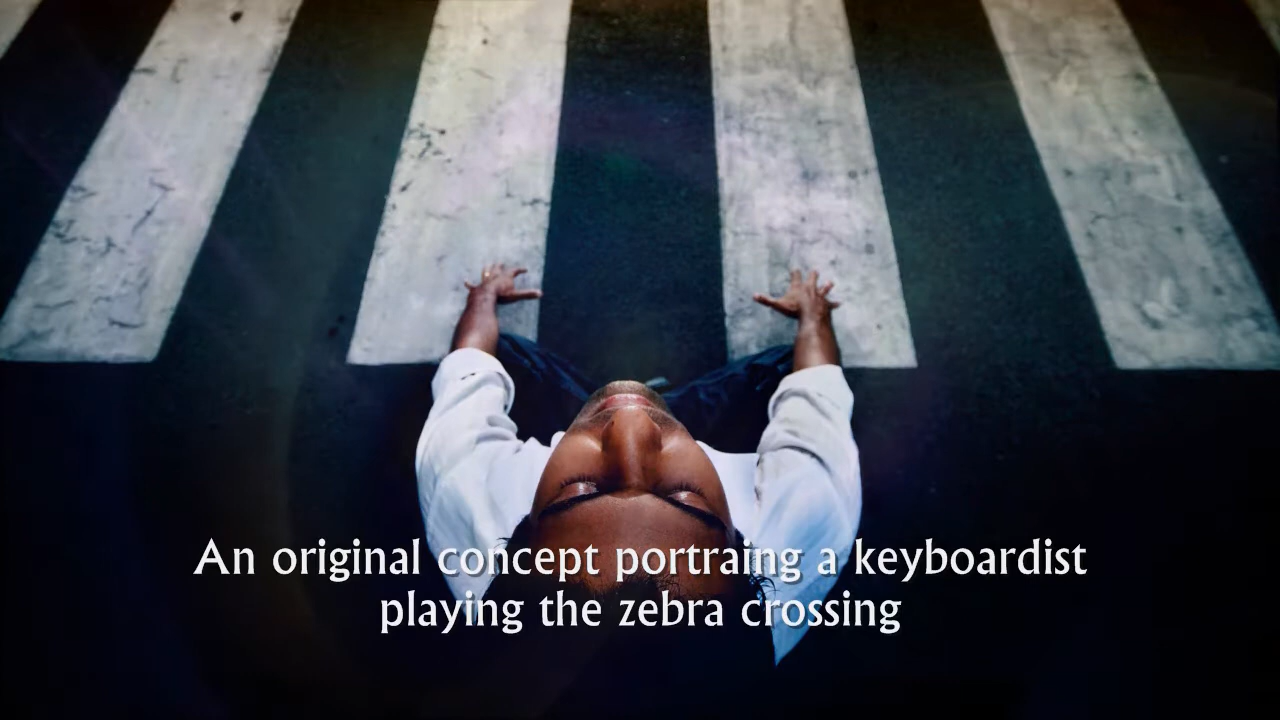 An original concept portraing a keyboardist
playing the zebra crossing